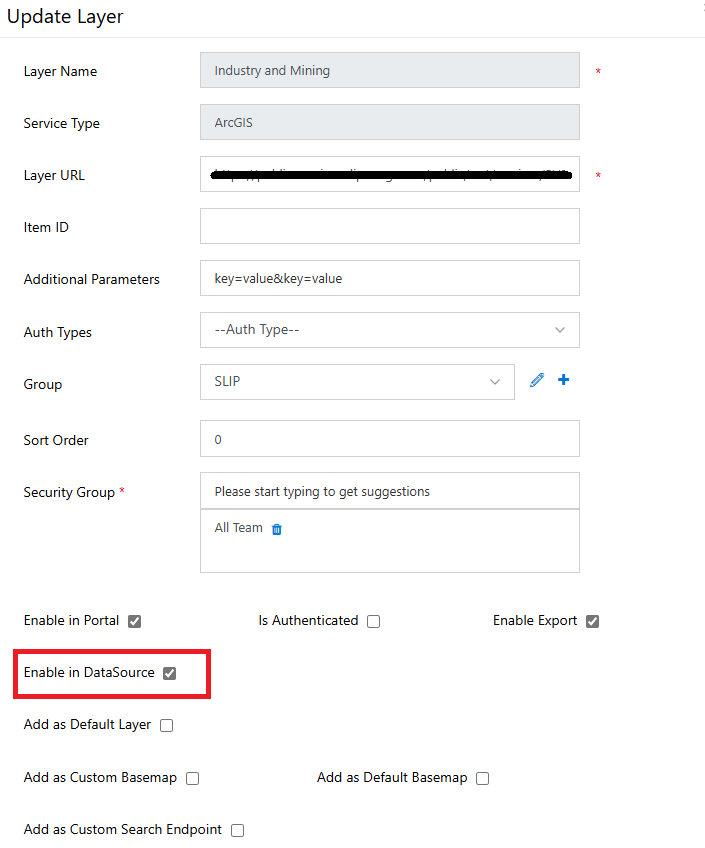 Update Layer
Layer Name Industry and Mining *
Service Type ArcGIS
Layer URL *
Item ID
Additional Parameters key=value&key=value
Auth Types --Auth Type--
Group SLIP
Sort Order 0
Security Group * Please start typing to get suggestions
All Team
Enable in Portal Is Authenticated Enable Export
Enable in DataSource
Add as Default Layer
Add as Custom Basemap Add as Default Basemap
Add as Custom Search Endpoint